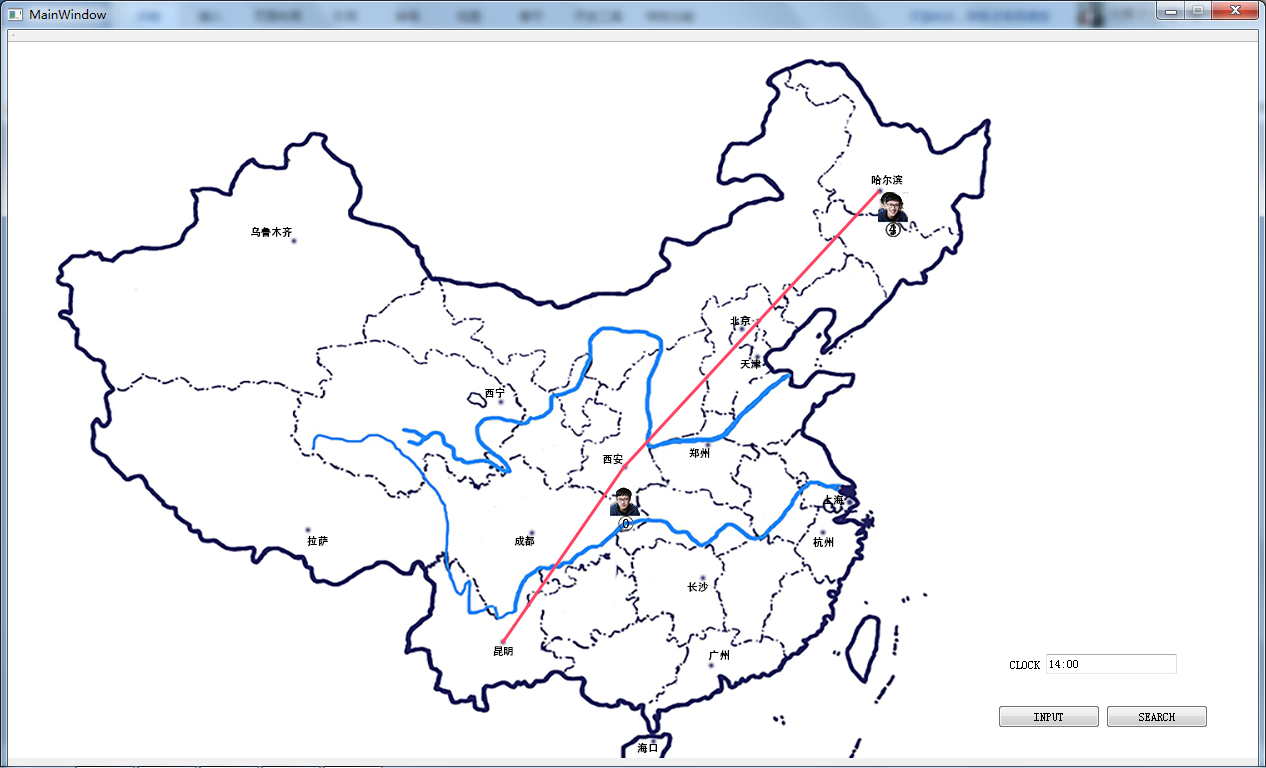 MainWindow
哈尔滨
④
乌鲁木齐
北京
天津
西宁
郑州
西安
上海
⓪
拉萨
成都
杭州
长沙
昆明
广州
CLOCK 14:00
INPUT SEARCH
海口